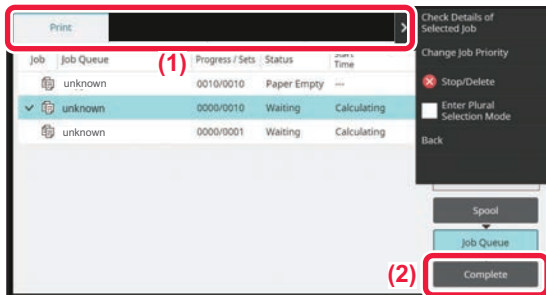 Print
Job Job Queue Progress / Sets Status Start Time
(1)
unknown 0010/0010 Paper Empty ---
unknown 0000/0010 Waiting Calculating
unknown 0000/0001 Waiting Calculating
Check Details of
Selected Job
Change Job Priority
Stop/Delete
Enter Plural
Selection Mode
Back
Spool
Job Queue
(2)
Complete